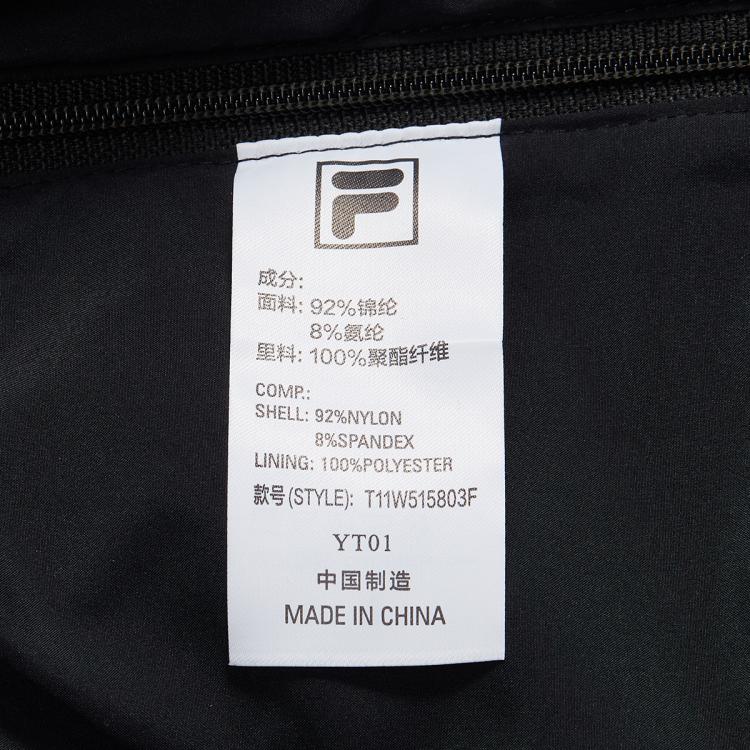 F
成分:
面料: 92%锦纶
8%氨纶
里料: 100%聚酯纤维
COMP.:
SHELL: 92%NYLON
8%SPANDEX
LINING: 100%POLYESTER
款号(STYLE): T11W515803F
YT01
中国制造
MADE IN CHINA